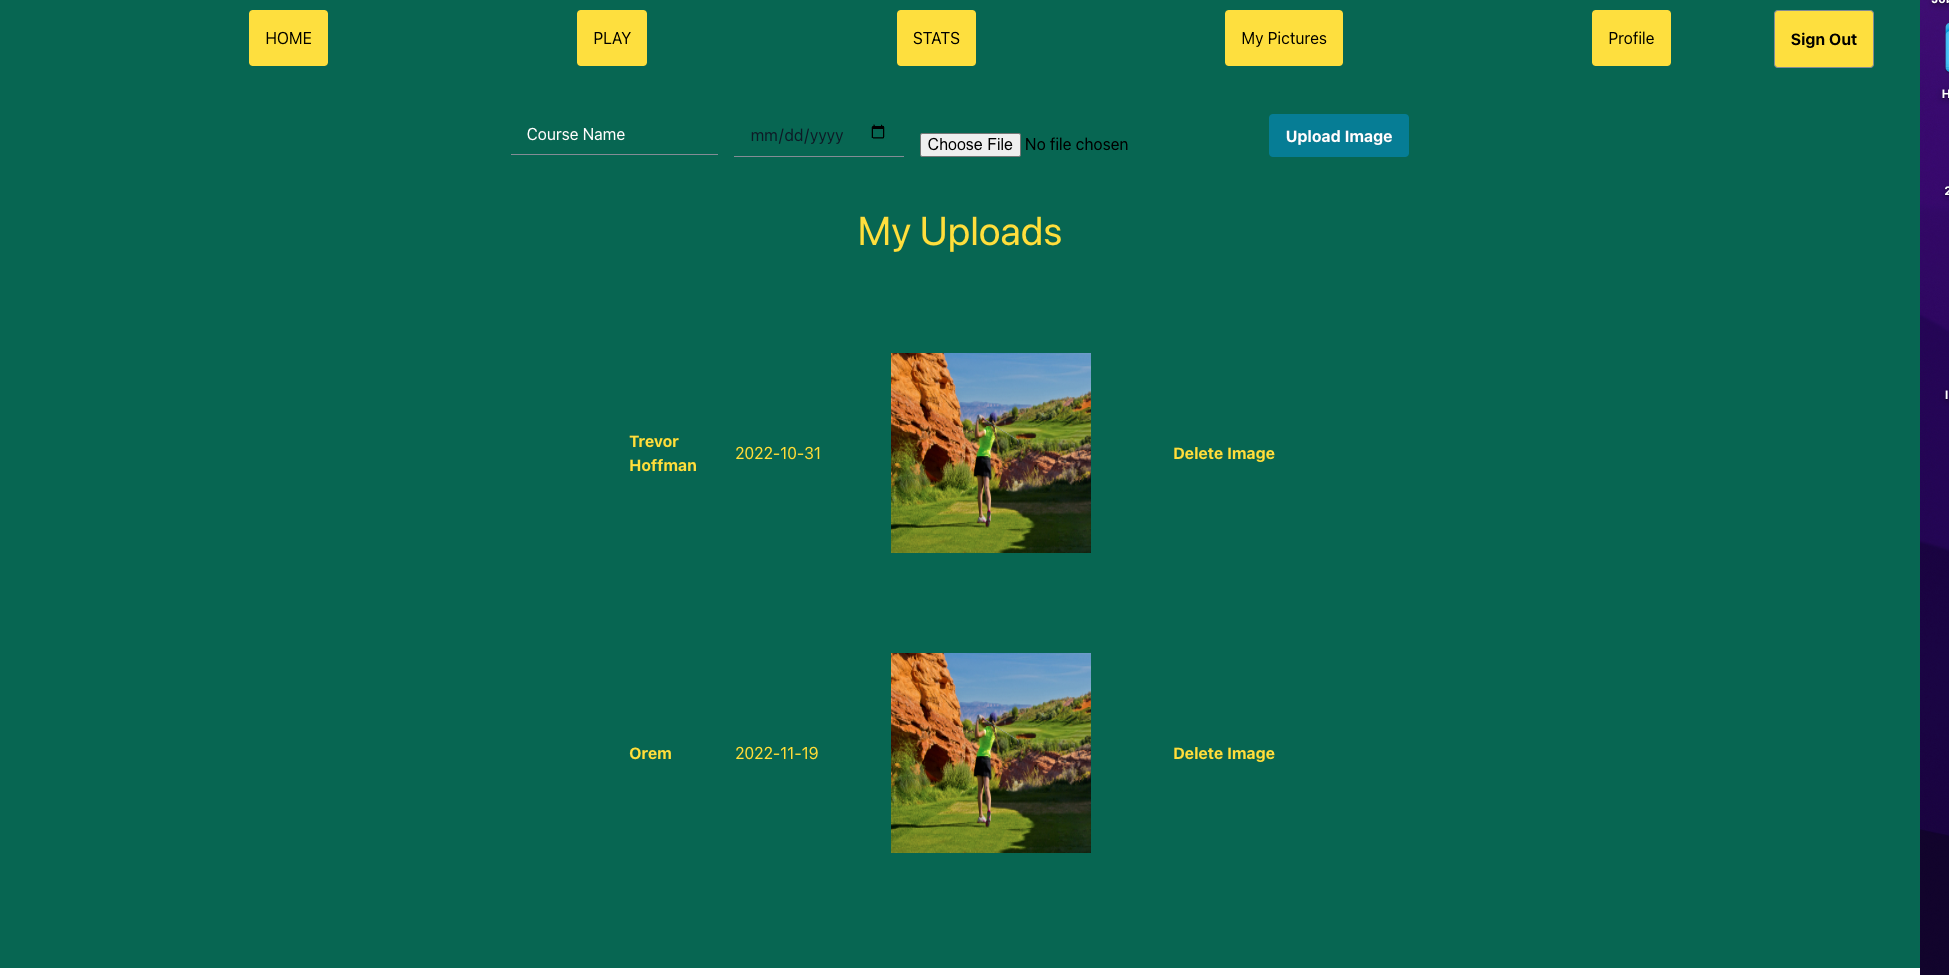 HOME PLAY STATS My Pictures Profile Sign Out
Course Name mm/dd/yyyy Choose File No file chosen Upload Image
My Uploads
Trevor
Hoffman
2022-10-31
Delete Image
Orem 2022-11-19 Delete Image